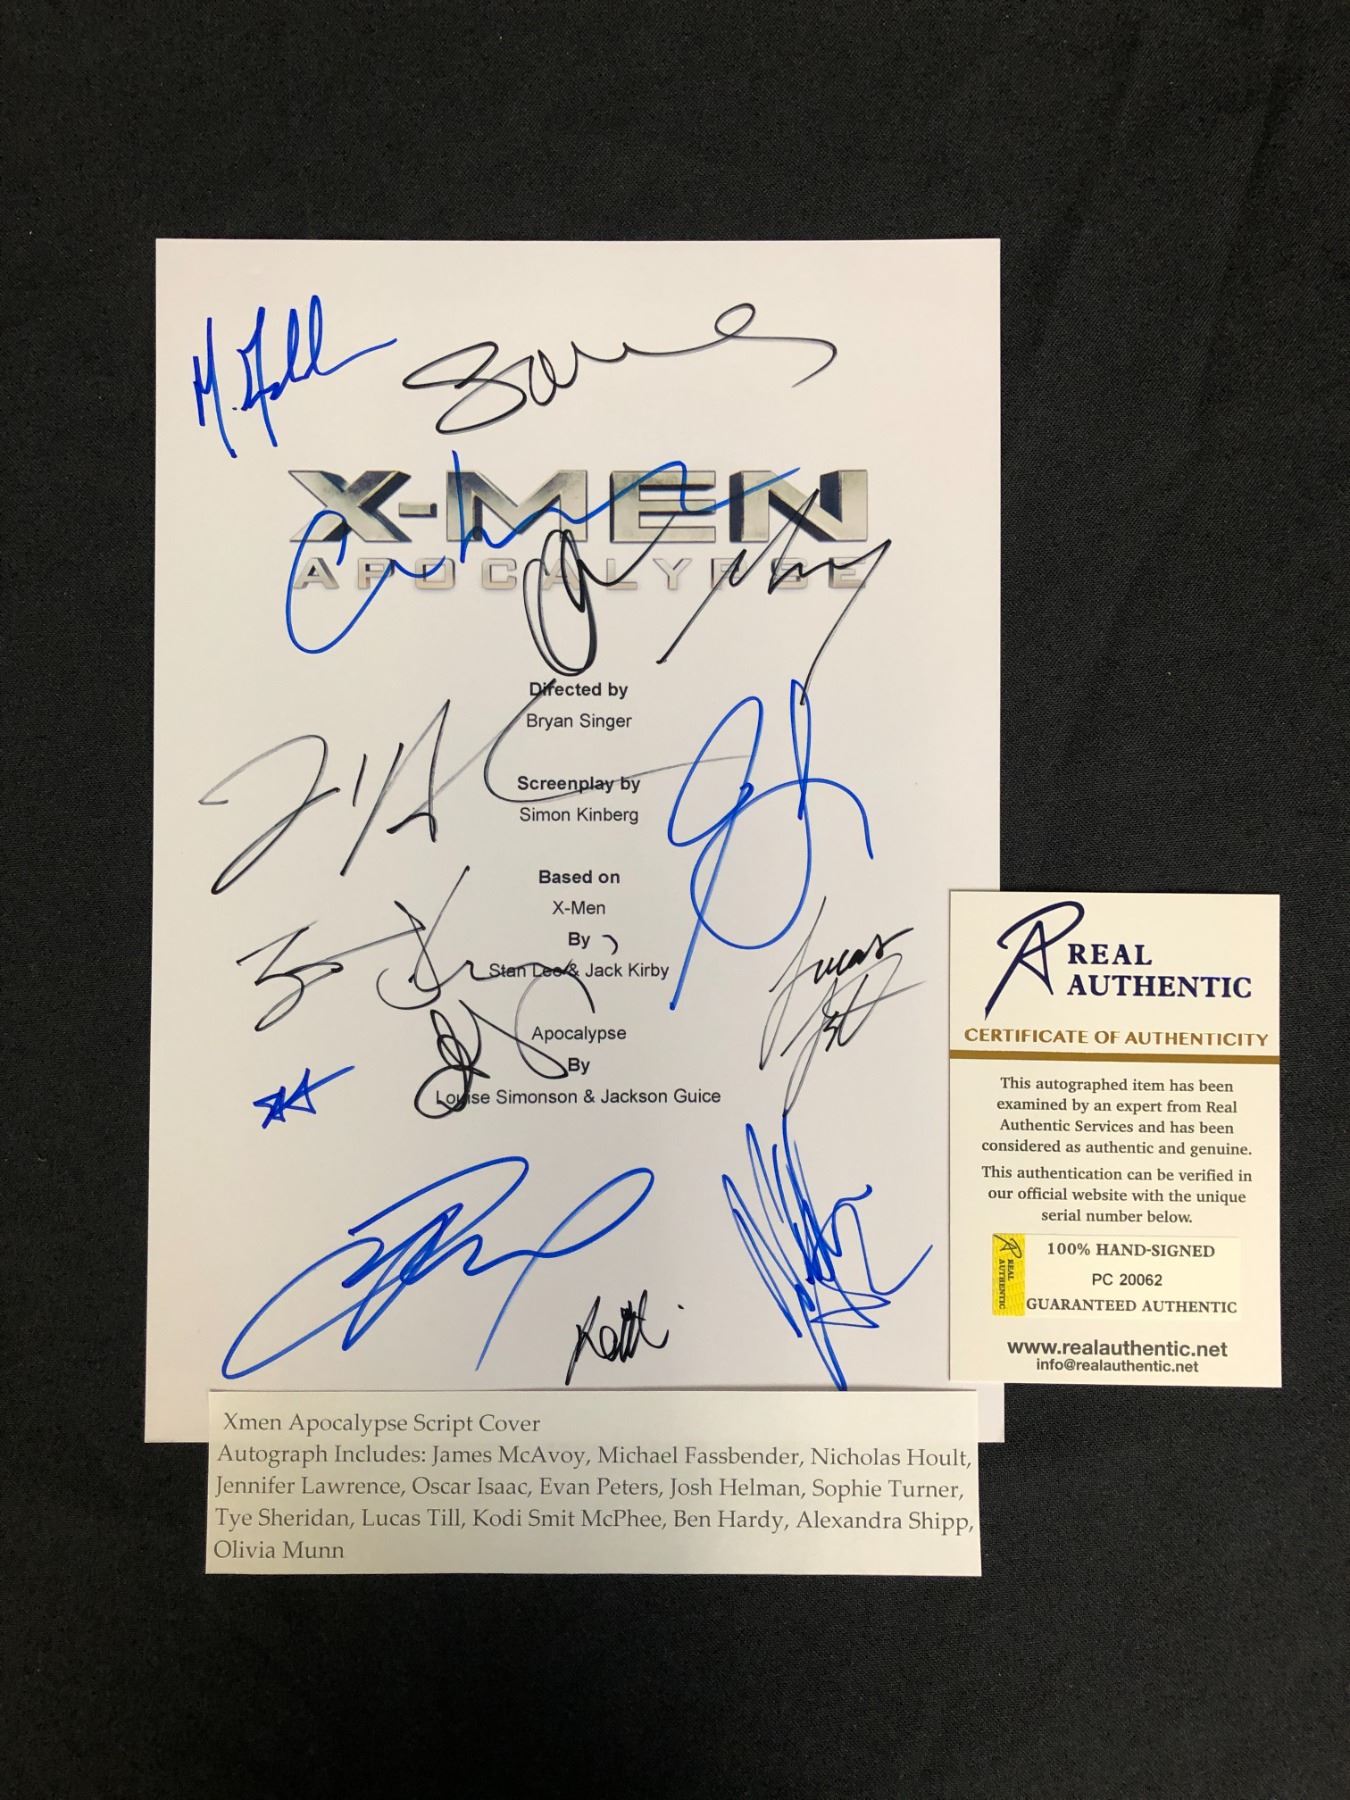 X-MEN
APOCALYPSE
Directed by
Bryan Singer
Screenplay by
Simon Kinberg
Based on
X-Men
By
Stan Lee & Jack Kirby
Apocalypse
By
Louise Simonson & Jackson Guice
Lucas
REAL
AUTHENTIC
CERTIFICATE OF AUTHENTICITY
This autographed item has been
examined by an expert from Real
Authentic Services and has been
considered as authentic and genuine.
This authentication can be verified in
our official website with the unique
serial number below.
REAL
AUTHENTIC
100% HAND-SIGNED
PC 20062
GUARANTEED AUTHENTIC
www.realauthentic.net
info@realauthentic.net
Xmen Apocalypse Script Cover
Autograph Includes: James McAvoy, Michael Fassbender, Nicholas Hoult,
Jennifer Lawrence, Oscar Isaac, Evan Peters, Josh Helman, Sophie Turner,
Tye Sheridan, Lucas Till, Kodi Smit McPhee, Ben Hardy, Alexandra Shipp,
Olivia Munn